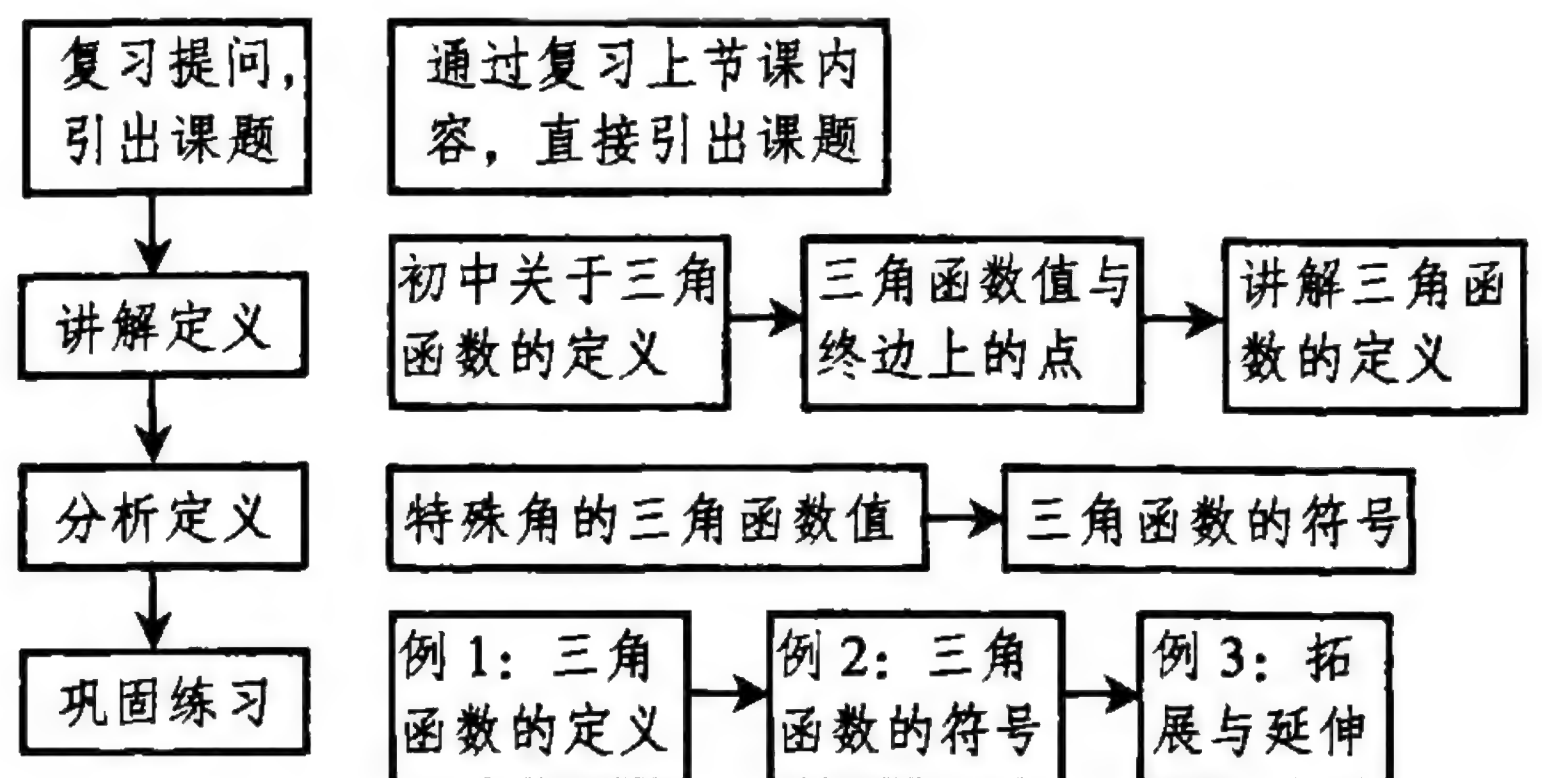 复习提问,
引出课题
通过复习上节课内
容，直接引出课题
讲解定义
初中关于三角
函数的定义
三角函数值与
终边上的点
讲解三角函
数的定义
分析定义
特殊角的三角函数值
三角函数的符号
巩固练习
例1：三角
函数的定义
例2：三角
函数的符号
例3：拓
展与延伸